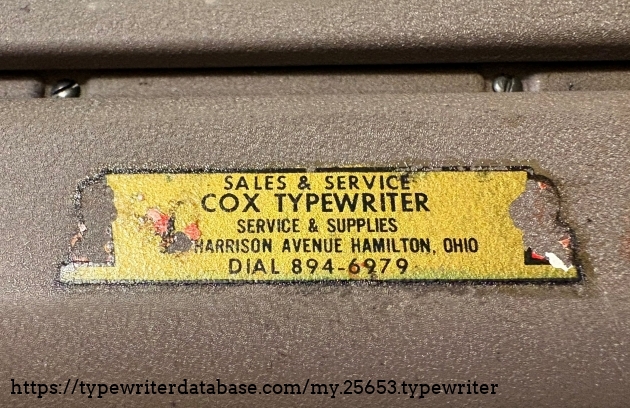 SALES & SERVICE
COX TYPEWRITER
SERVICE & SUPPLIES
HARRISON AVENUE HAMILTON, OHIO
DIAL 894-6979
https://typewriterdatabase.com/my.25653.typewriter